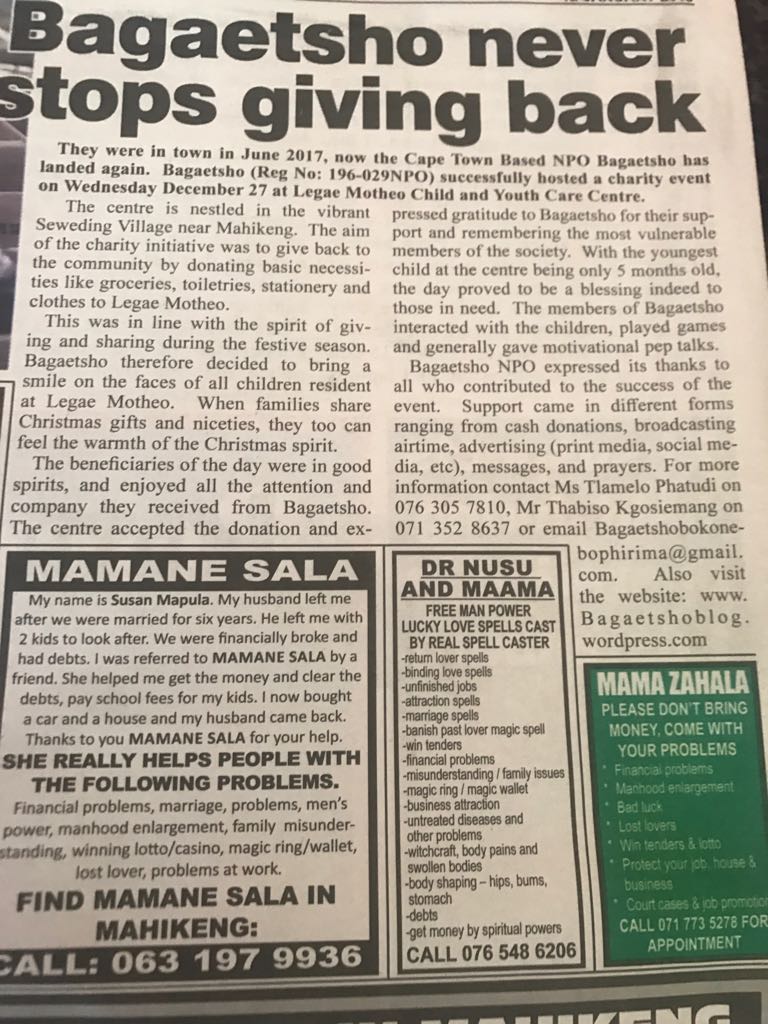 Bagaetsho never
stops giving back
They were in town in June 2017, now the Cape Town Based NPO Bagaetsho has
landed again. Bagaetsho (Reg No: 196-029NPO) successfully hosted a charity event
on Wednesday December 27 at Legae Motheo Child and Youth Care Centre.
The centre is nestled in the vibrant
Seweding Village near Mahikeng. The aim
of the charity initiative was to give back to
the community by donating basic necessi-
ties like groceries, toiletries, stationery and
clothes to Legae Motheo.
This was in line with the spirit of giv-
ing and sharing during the festive season.
Bagaetsho therefore decided to bring a
smile on the faces of all children resident
at Legae Motheo. When families share
Christmas gifts and niceties, they too can
feel the warmth of the Christmas spirit.
The beneficiaries of the day were in good
spirits, and enjoyed all the attention and
company they received from Bagaetsho.
The centre accepted the donation and ex-
pressed gratitude to Bagaetsho for their sup-
port and remembering the most vulnerable
members of the society. With the youngest
child at the centre being only 5 months old,
the day proved to be a blessing indeed to
those in need. The members of Bagaetsho
interacted with the children, played games
and generally gave motivational pep talks.
Bagaetsho NPO expressed its thanks to
all who contributed to the success of the
event. Support came in different forms
ranging from cash donations, broadcasting
airtime, advertising (print media, social me-
dia, etc), messages, and prayers. For more
information contact Ms Tlamelo Phatudi on
076 305 7810, Mr Thabiso Kgosiemang on
071 352 8637 or email Bagaetshobokone-
bophirima@gmail.
com. Also visit
the website: www.
Bagaetshoblog.
wordpress.com
MAMANE SALA
My name is Susan Mapula. My husband left me
after we were married for six years. He left me with
2 kids to look after. We were financially broke and
had debts. I was referred to MAMANE SALA by a
friend. She helped me get the money and clear the
debts, pay school fees for my kids. I now bought
a car and a house and my husband came back.
Thanks to you MAMANE SALA for your help.
SHE REALLY HELPS PEOPLE WITH
THE FOLLOWING PROBLEMS.
Financial problems, marriage, problems, men's
power, manhood enlargement, family misunder-
standing, winning lotto/casino, magic ring/wallet,
lost lover, problems at work.
FIND MAMANE SALA IN
MAHIKENG:
CALL: 063 197 9936
DR NUSU
AND MAAMA
FREE MAN POWER
LUCKY LOVE SPELLS CAST
BY REAL SPELL CASTER
-return lover spells
-binding love spells
-unfinished jobs
-attraction spells
-marriage spells
-banish past lover magic spell
-win tenders
-financial problems
-misunderstanding / family issues
-magic ring / magic wallet
-business attraction
-untreated diseases and
other problems
-witchcraft, body pains and
swollen bodies
-body shaping – hips, bums,
stomach
-debts
-get money by spiritual powers
CALL 076 548 6206
MAMA ZAHALA
PLEASE DON'T BRING
MONEY, COME WITH
YOUR PROBLEMS
* Financial problems
* Manhood enlargement
* Bad luck
* Lost lovers
* Win tenders & lotto
* Protect your job, house &
business
* Court cases & job promotion
CALL 071 773 5278 FOR
APPOINTMENT
MAHIKENG